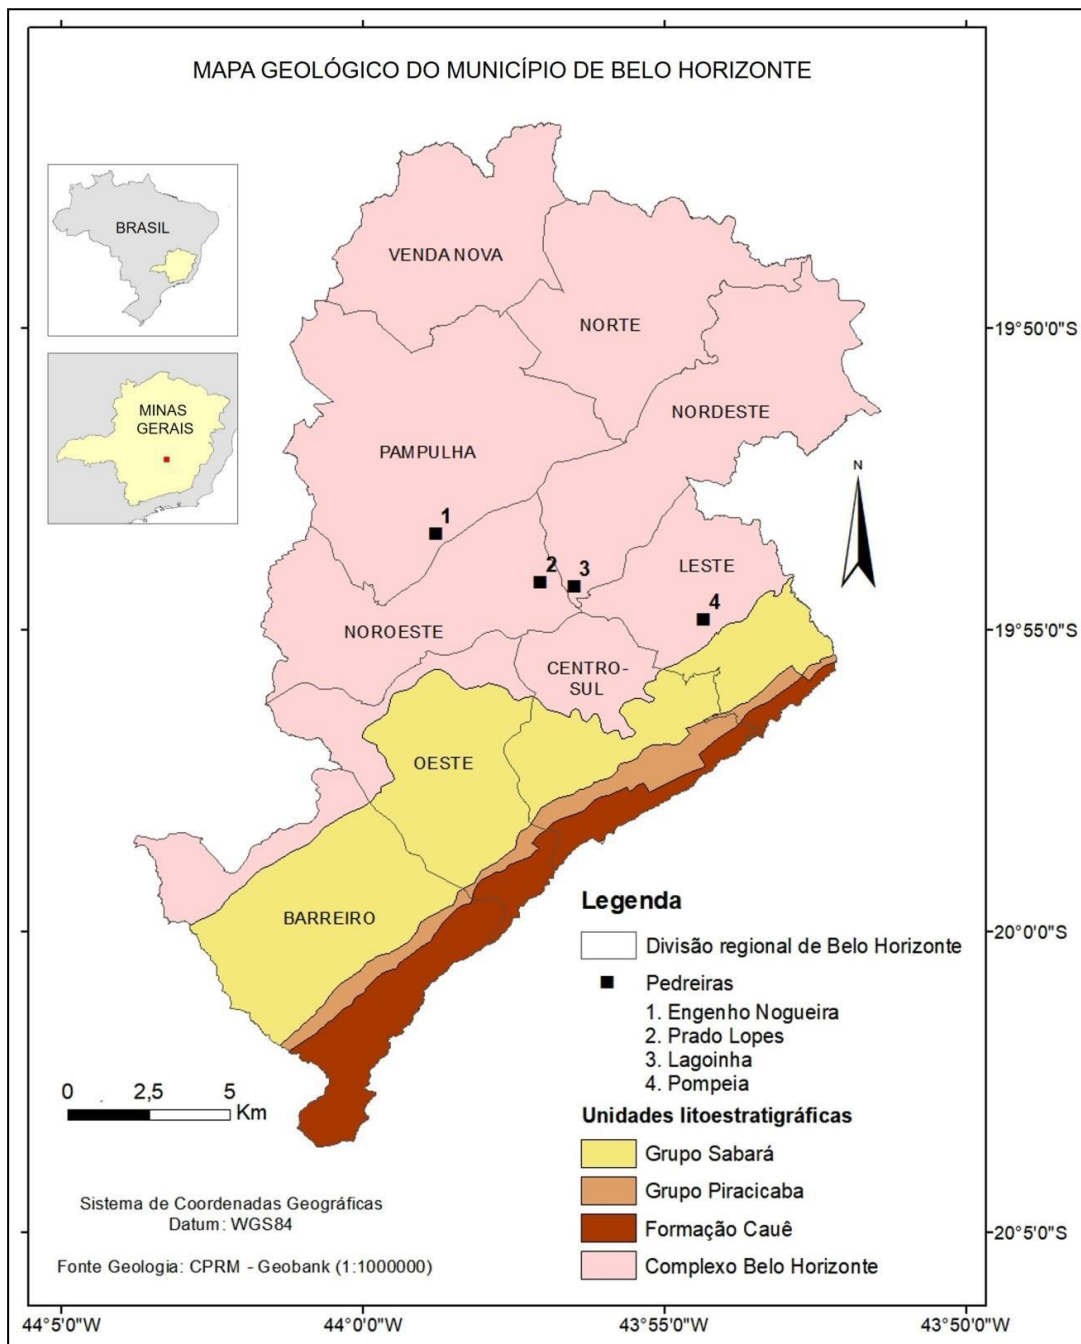 MAPA GEOLÓGICO DO MUNICÍPIO DE BELO HORIZONTE
BRASIL
MINAS
GERAIS
VENDA NOVA
NORTE
NORDESTE
PAMPULHA
1
2
3
LESTE
4
NOROESTE
CENTRO-
SUL
OESTE
BARREIRO
N
19°50'0"S
19°55'0"S
20°0'0"S
20°5'0"S
Legenda
Divisão regional de Belo Horizonte
Pedreiras
1. Engenho Nogueira
2. Prado Lopes
3. Lagoinha
4. Pompeia
Unidades litoestratigráficas
Grupo Sabará
Grupo Piracicaba
Formação Cauê
Complexo Belo Horizonte
0 2,5 5
Km
Sistema de Coordenadas Geográficas
Datum: WGS84
Fonte Geologia: CPRM - Geobank (1:1000000)
44°5'0"W 44°0'0"W 43°55'0"W 43°50'0"W